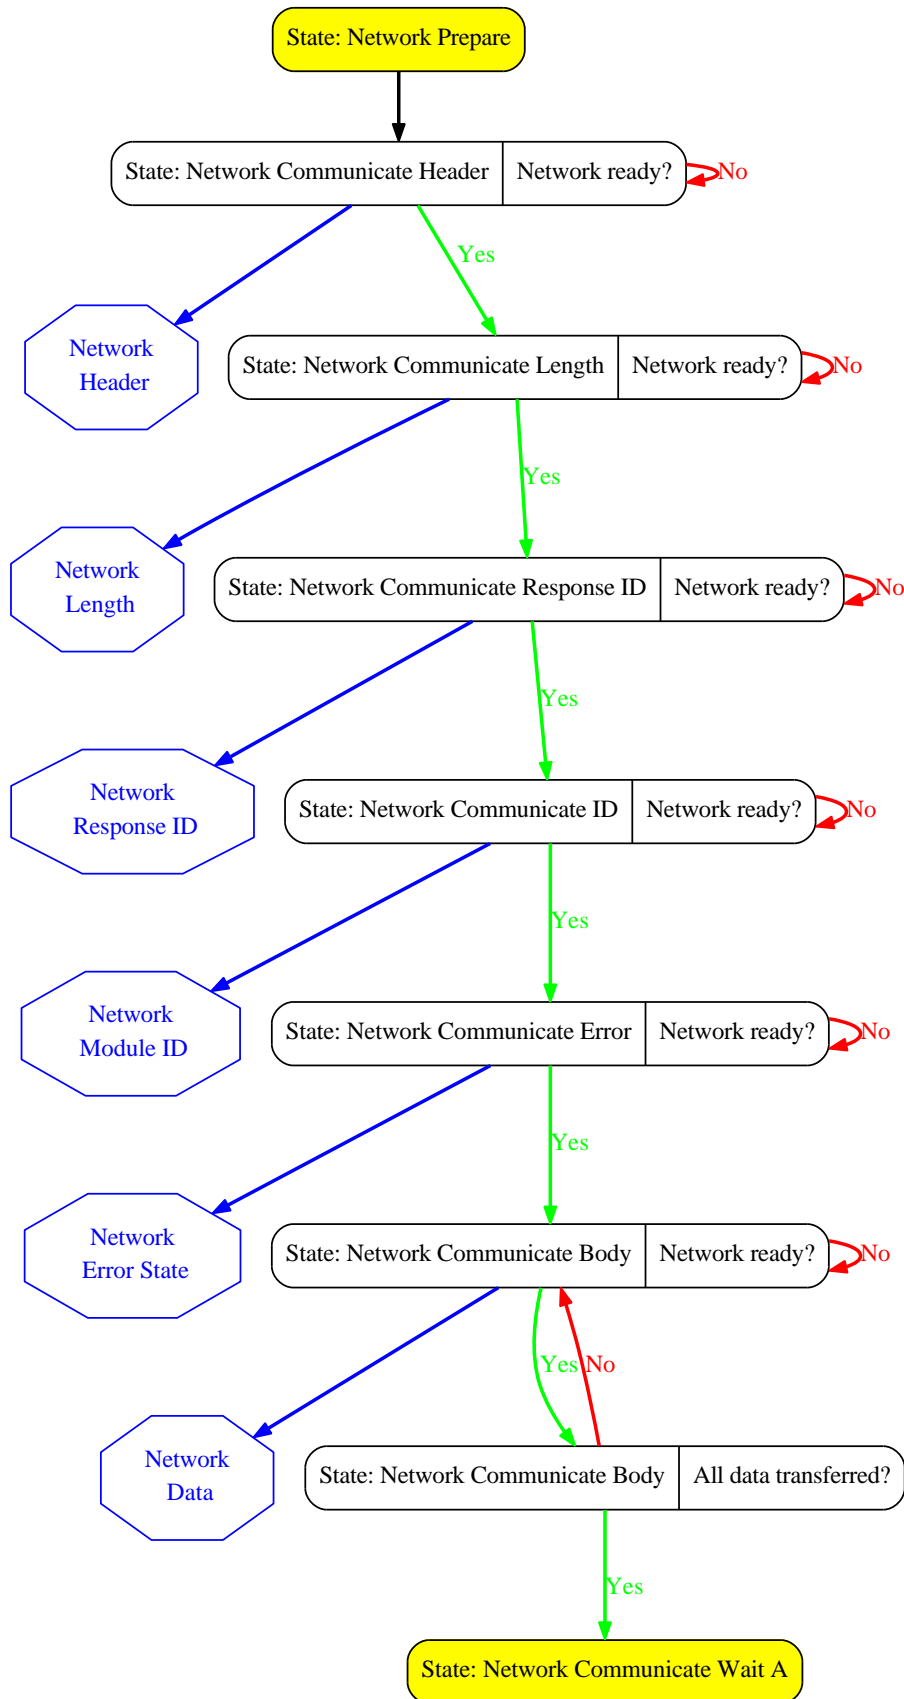 State: Network Prepare
State: Network Communicate Header
Network ready?
No
Yes
Network
Header
State: Network Communicate Length
Network ready?
No
Yes
Network
Length
State: Network Communicate Response ID
Network ready?
No
Yes
Network
Response ID
State: Network Communicate ID
Network ready?
No
Yes
Network
Module ID
State: Network Communicate Error
Network ready?
No
Yes
Network
Error State
State: Network Communicate Body
Network ready?
No
Yes
No
Network
Data
State: Network Communicate Body
All data transferred?
Yes
State: Network Communicate Wait A